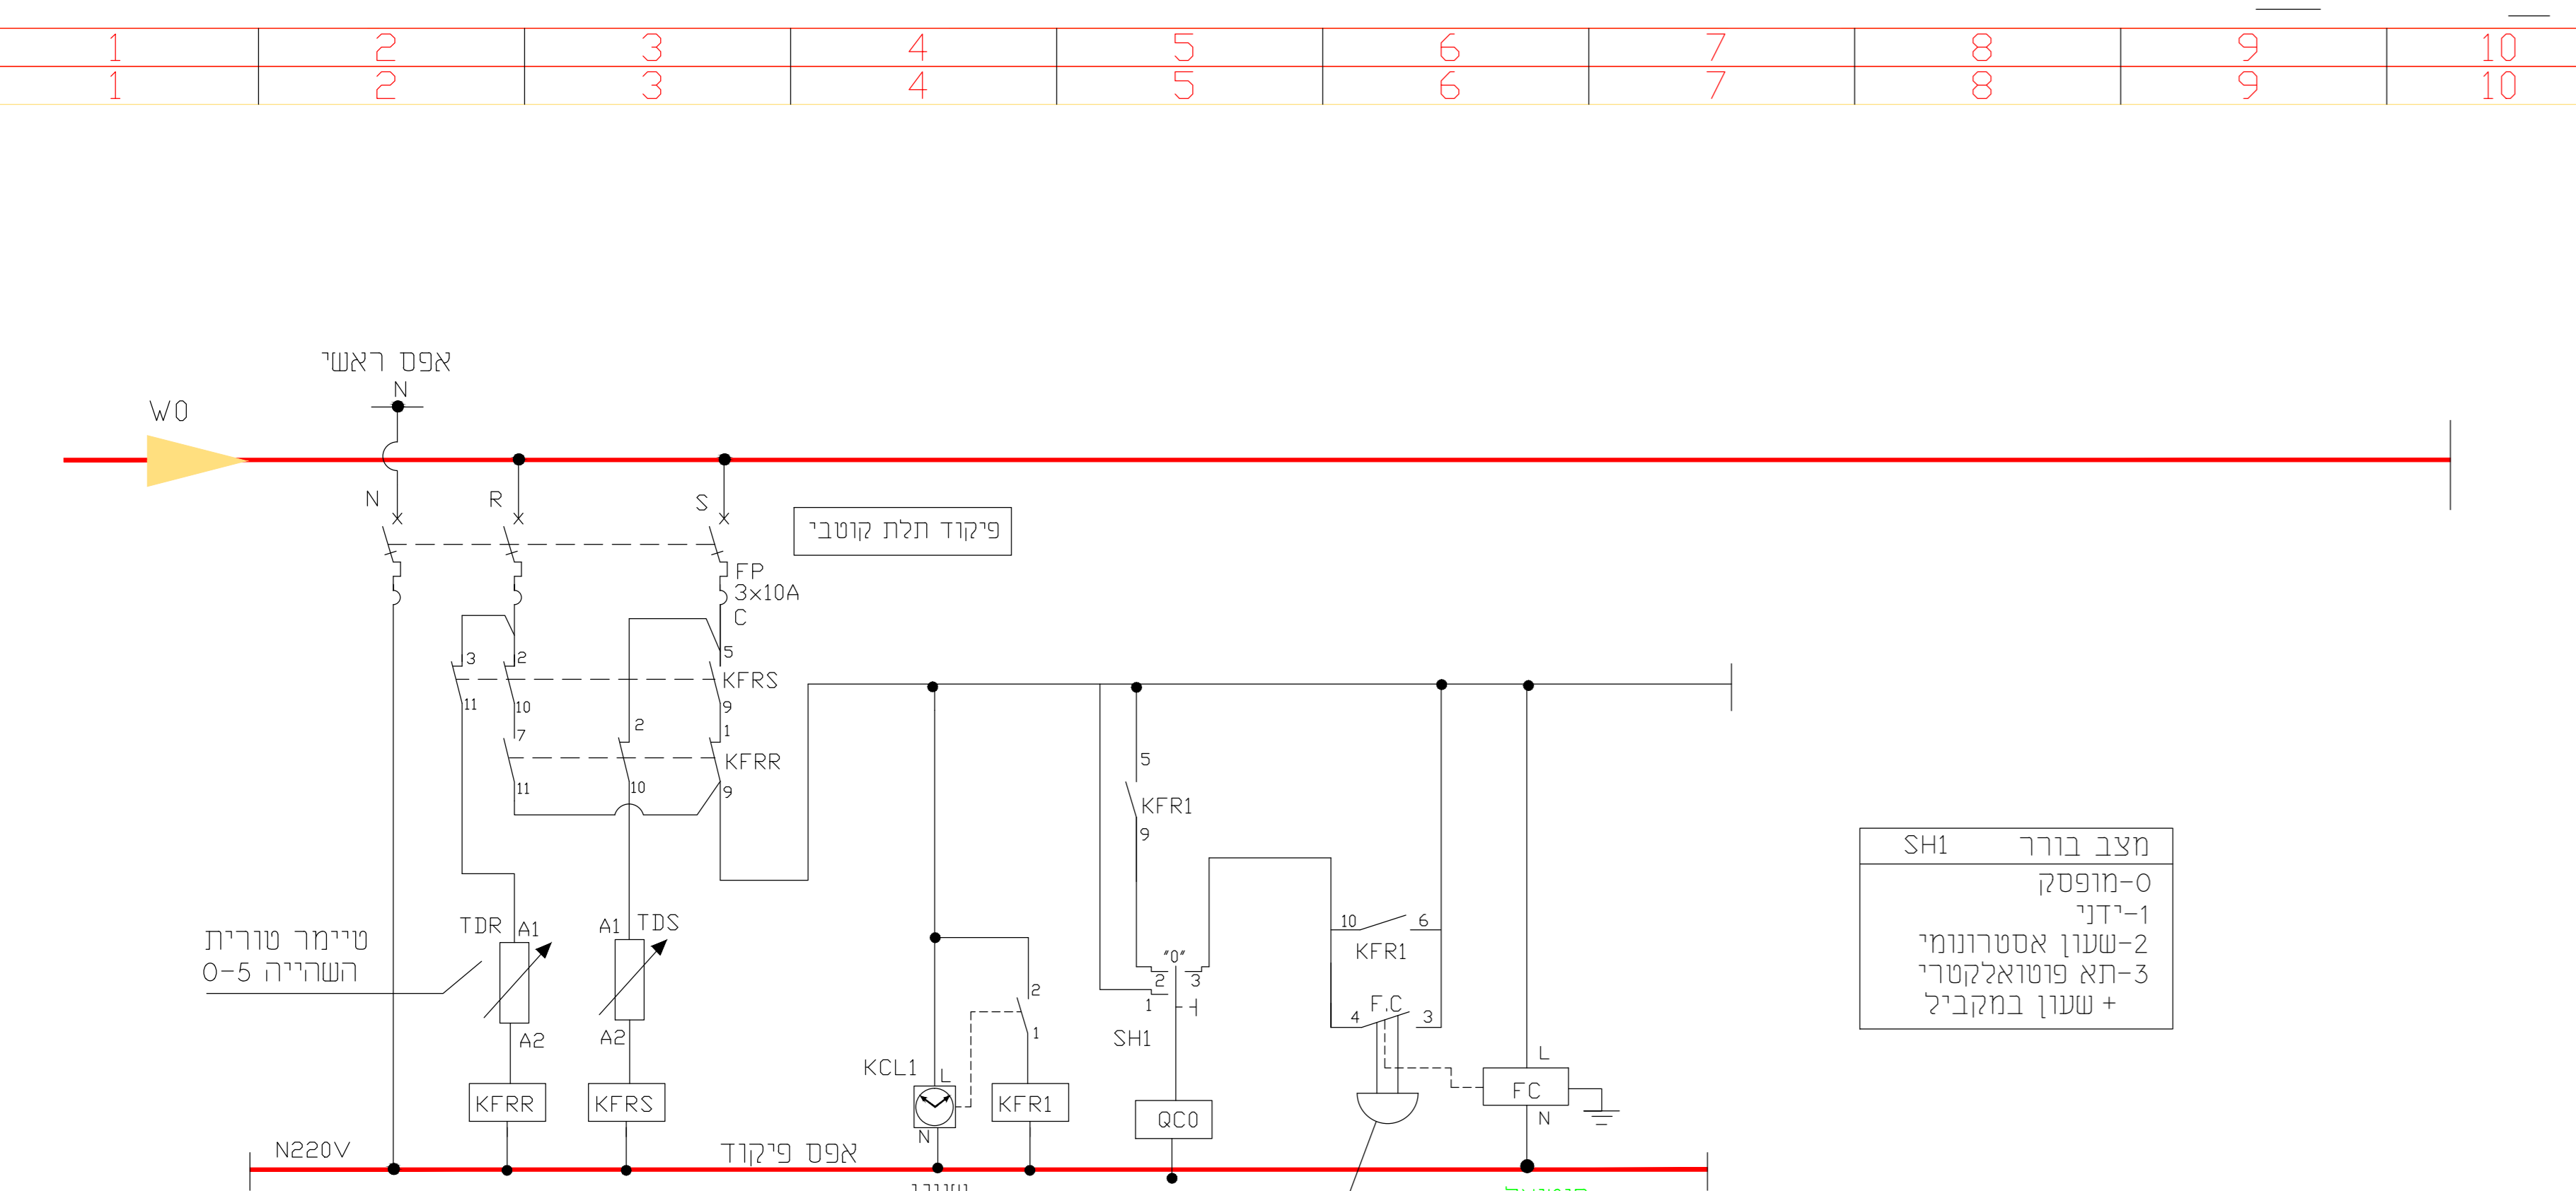 1 2 3 4 5 6 7 8 9 10
1 2 3 4 5 6 7 8 9 10
אפס ראשי
N
W0
N R S
פיקוד תלת קוטבי
FP
3x10A
C
3 2 5
KFRS
11 10 9
7 2 1
KFRR
11 10 9
5
KFR1
9
מצב בורר SH1
0-מופסק
1-ידני
2-שעון אסטרונומי
3-תא פוטואלקטרי
+ שעון במקביל
TDR A1 A1 TDS
טיימר טורית
השהייה 0-5
A2 A2
10 6
KFR1
"0"
2 3
1
SH1
F.C
4 3
2
1
KCL1 L
N
KFRR KFRS KFR1 QC0
L
FC
N
N220V
אפס פיקוד